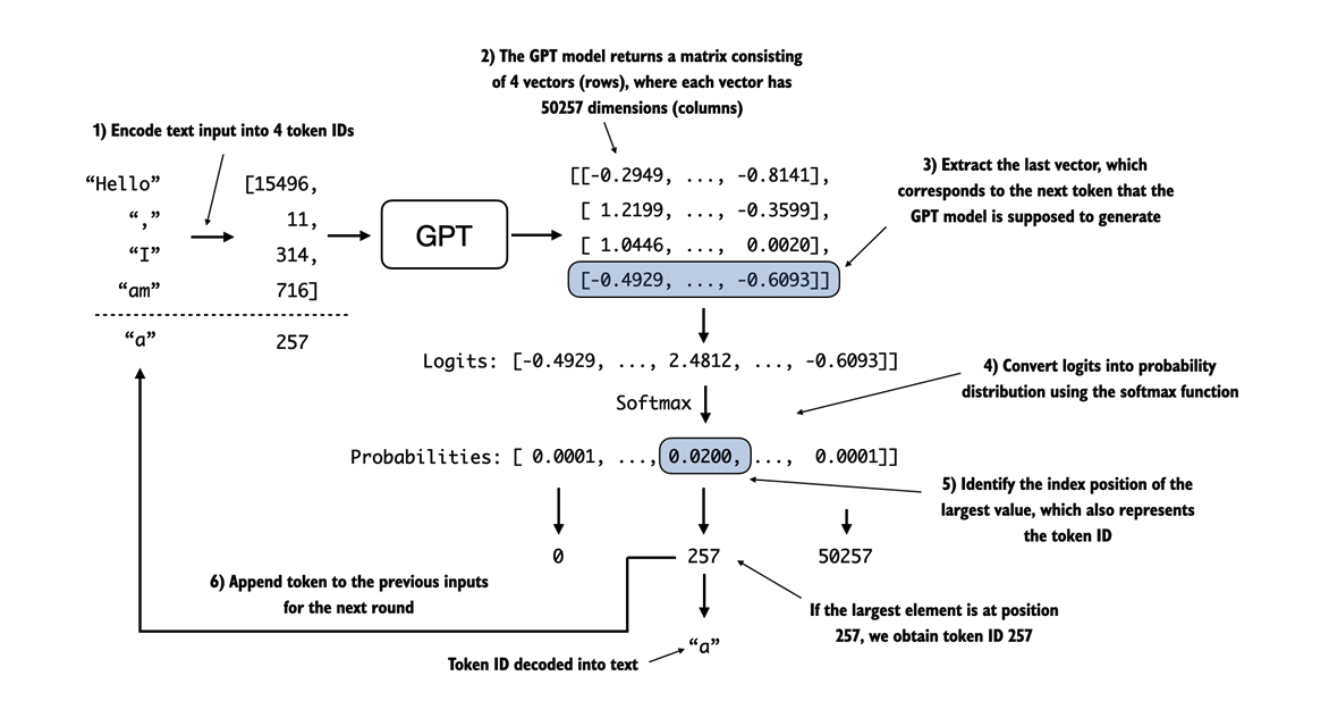 2) The GPT model returns a matrix consisting
of 4 vectors (rows), where each vector has
50257 dimensions (columns)
1) Encode text input into 4 token IDs
“Hello” [15496,
“,” 11,
“I” 314,
“am” 716]
“a” 257
GPT
[[-0.2949, ..., -0.8141],
[ 1.2199, ..., -0.3599],
[ 1.0446, ..., 0.0020],
[-0.4929, ..., -0.6093]]
3) Extract the last vector, which
corresponds to the next token that the
GPT model is supposed to generate
Logits: [-0.4929, ..., 2.4812, ..., -0.6093]]
4) Convert logits into probability
distribution using the softmax function
Softmax
Probabilities: [ 0.0001, ..., 0.0200, ..., 0.0001]]
5) Identify the index position of the
largest value, which also represents
the token ID
0 257 50257
6) Append token to the previous inputs
for the next round
If the largest element is at position
257, we obtain token ID 257
“a”
Token ID decoded into text